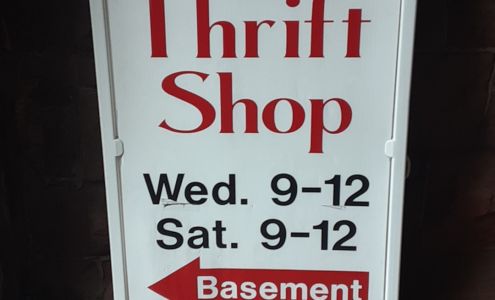 Thrift
Shop
Wed. 9-12
Sat. 9-12
Basement